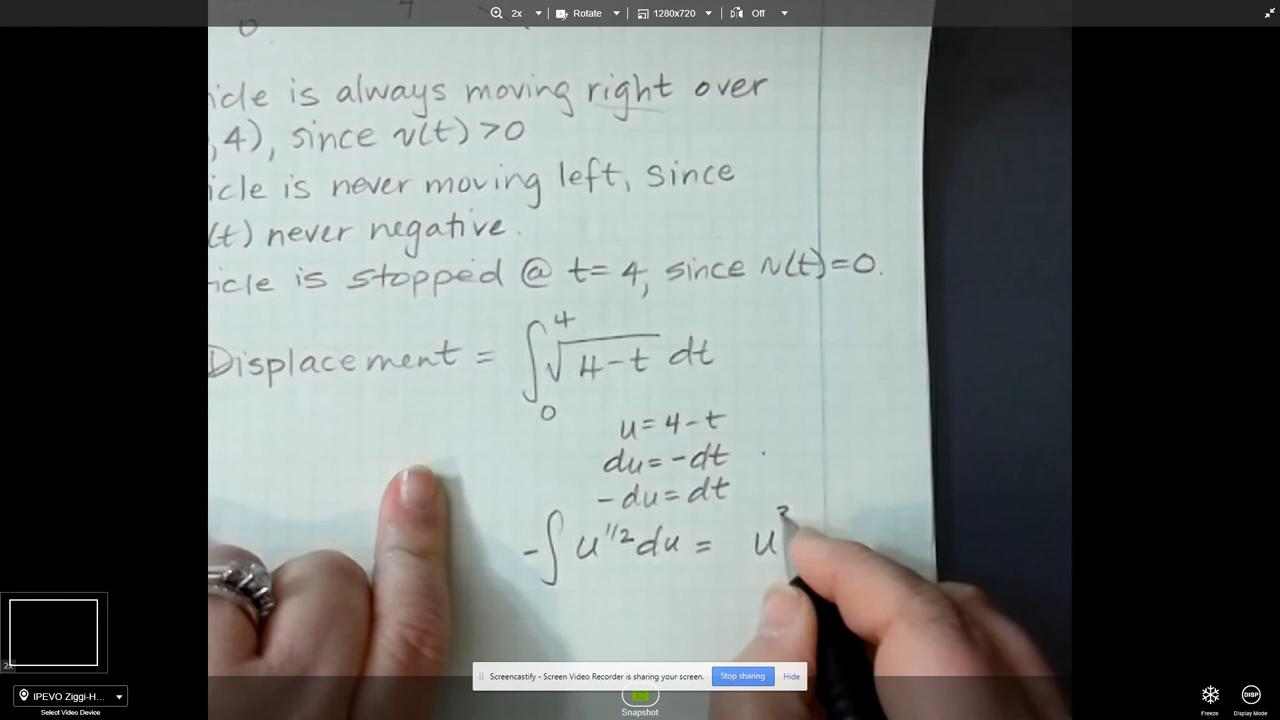 2x Rotate 1280x720 Off
0
icle is always moving right over
,4), since v(t) >0
icle is never moving left, since
(t) never negative.
icle is stopped @ t=4, since v(t)=0.
Displacement = ∫₀⁴ √4-t dt
u=4-t
du=-dt
-du=dt
-∫ u^1/2 du = u
2x
IPEVO Ziggi-H...
Select Video Device
Screencastify - Screen Video Recorder is sharing your screen. Stop sharing Hide
Snapshot
Freeze
DISP
Display Mode